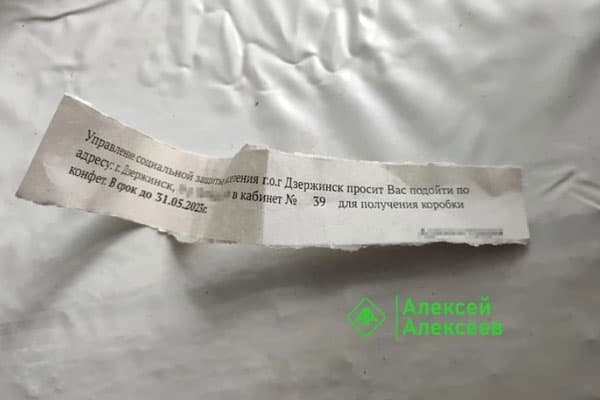 Управление социальной защиты населения г.о.г Дзержинск просит Вас подойти по
адресу: г. Дзержинск, в кабинет № 39 для получения коробки
конфет. В срок до 31.05.2023г.
Алексей
Алексеев